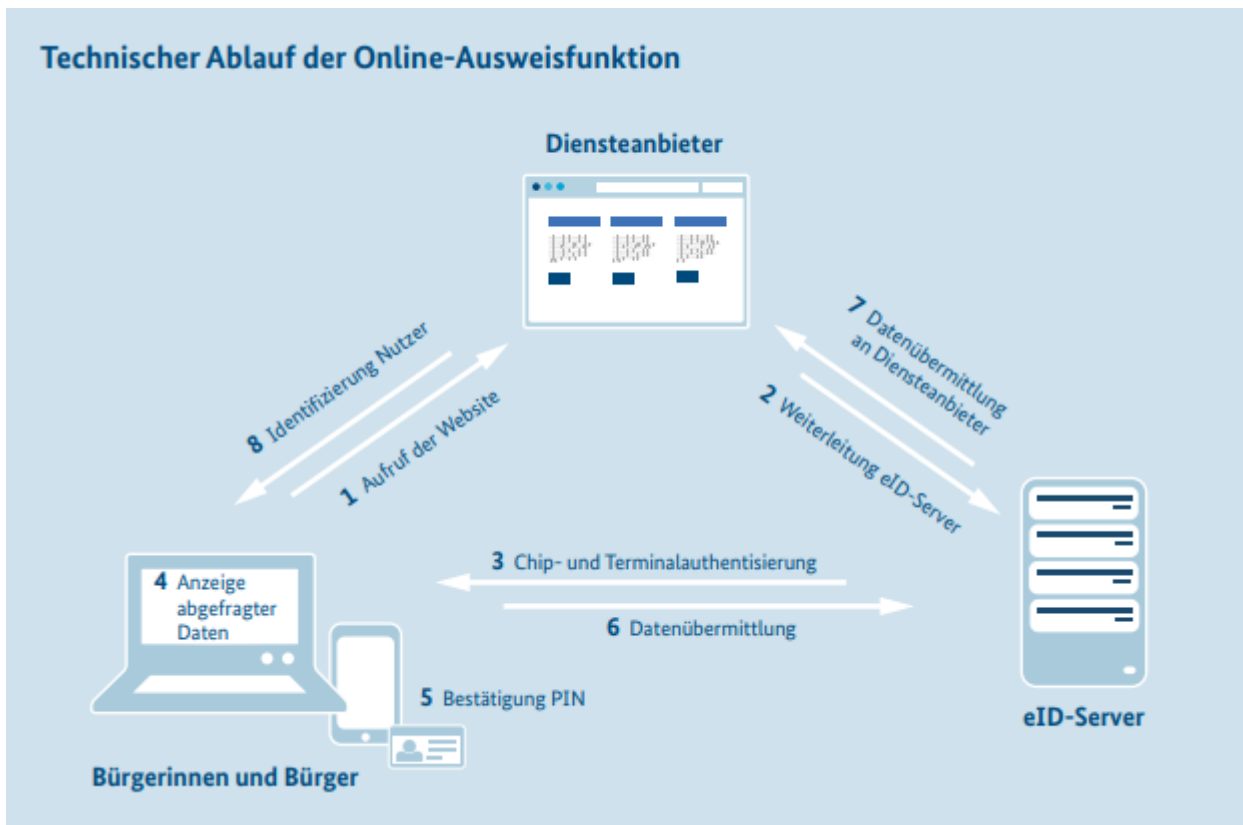 Technischer Ablauf der Online-Ausweisfunktion
Diensteanbieter
8 Identifizierung Nutzer
1 Aufruf der Website
7 Datenübermittlung
an Diensteanbieter
2 Weiterleitung eID-Server
3 Chip- und Terminalauthentisierung
4 Anzeige
abgefragter
Daten
6 Datenübermittlung
5 Bestätigung PIN
eID-Server
Bürgerinnen und Bürger